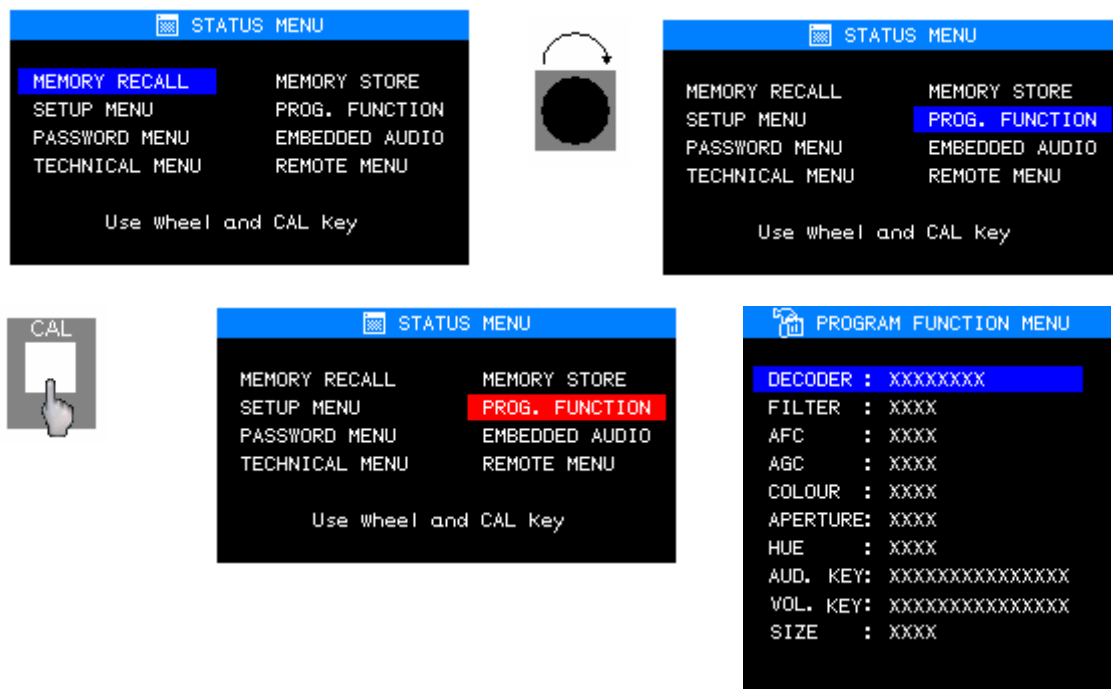 STATUS MENU
MEMORY RECALL MEMORY STORE
SETUP MENU PROG. FUNCTION
PASSWORD MENU EMBEDDED AUDIO
TECHNICAL MENU REMOTE MENU
Use Wheel and CAL Key
STATUS MENU
MEMORY RECALL MEMORY STORE
SETUP MENU PROG. FUNCTION
PASSWORD MENU EMBEDDED AUDIO
TECHNICAL MENU REMOTE MENU
Use Wheel and CAL Key
CAL
STATUS MENU
MEMORY RECALL MEMORY STORE
SETUP MENU PROG. FUNCTION
PASSWORD MENU EMBEDDED AUDIO
TECHNICAL MENU REMOTE MENU
Use Wheel and CAL Key
PROGRAM FUNCTION MENU
DECODER : XXXXXXXX
FILTER : XXXX
AFC : XXXX
AGC : XXXX
COLOUR : XXXX
APERTURE: XXXX
HUE : XXXX
AUD. KEY: XXXXXXXXXXXXXXX
VOL. KEY: XXXXXXXXXXXXXXX
SIZE : XXXX